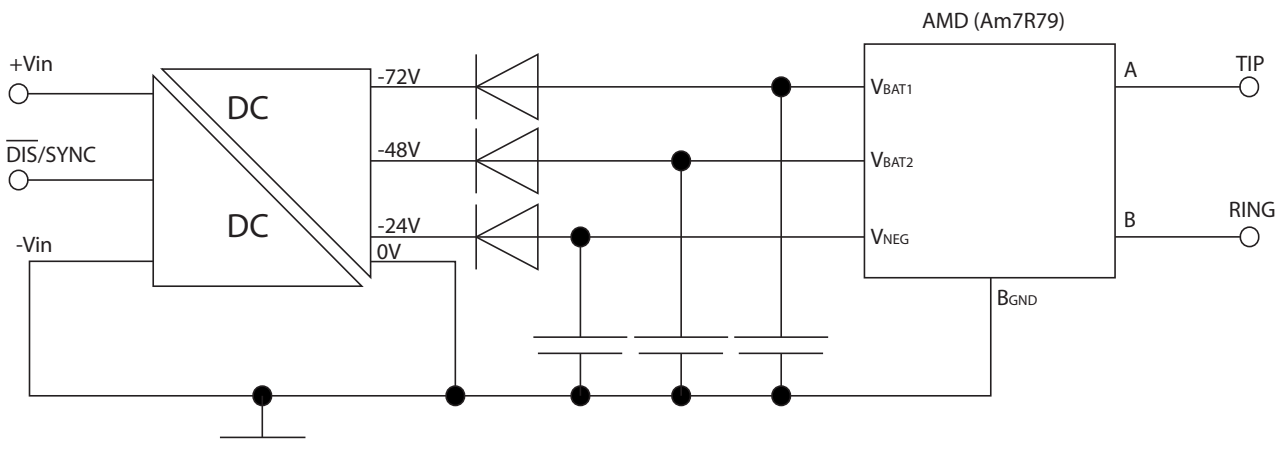 AMD (Am7R79)
+Vin
-72V
DC
VBAT1
A
TIP
DIS/SYNC
-48V
VBAT2
-Vin
DC
-24V
0V
VNEG
B
RING
BGND